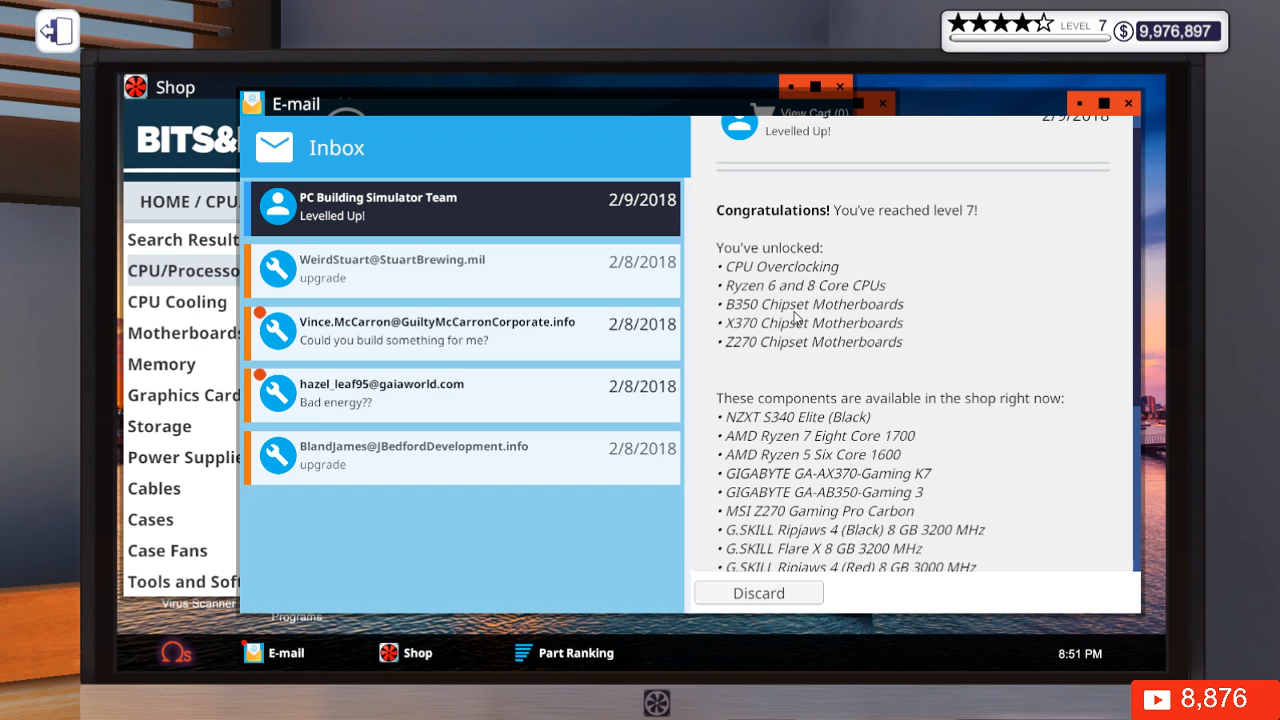 LEVEL 7
$ 9,976,897
Shop
E-mail
View Cart (0)
BITS&
HOME / CPU
Search Result
CPU/Processo
CPU Cooling
Motherboards
Memory
Graphics Card
Storage
Power Supplie
Cables
Cases
Case Fans
Tools and Soft
Virus Scanner
Programs
Inbox
PC Building Simulator Team
2/9/2018
Levelled Up!
WeirdStuart@StuartBrewing.mil
2/8/2018
upgrade
Vince.McCarron@GuiltyMcCarronCorporate.info
2/8/2018
Could you build something for me?
hazel_leaf95@gaiaworld.com
2/8/2018
Bad energy??
BlandJames@JBedfordDevelopment.info
2/8/2018
upgrade
2/9/2018
Levelled Up!
Congratulations! You've reached level 7!
You've unlocked:
• CPU Overclocking
• Ryzen 6 and 8 Core CPUs
• B350 Chipset Motherboards
• X370 Chipset Motherboards
• Z270 Chipset Motherboards
These components are available in the shop right now:
• NZXT S340 Elite (Black)
• AMD Ryzen 7 Eight Core 1700
• AMD Ryzen 5 Six Core 1600
• GIGABYTE GA-AX370-Gaming K7
• GIGABYTE GA-AB350-Gaming 3
• MSI Z270 Gaming Pro Carbon
• G.SKILL Ripjaws 4 (Black) 8 GB 3200 MHz
• G.SKILL Flare X 8 GB 3200 MHz
• G.SKILL Ripjaws 4 (Red) 8 GB 3000 MHz
Discard
Ωs
E-mail
Shop
Part Ranking
8:51 PM
8,876